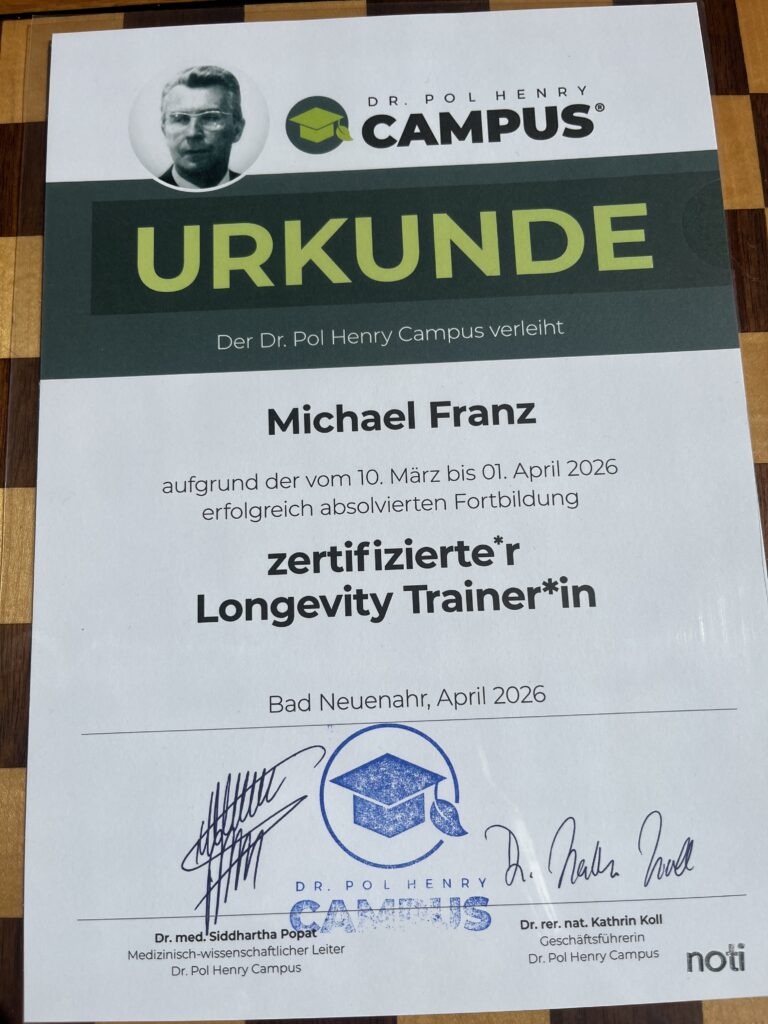 DR. POL HENRY
CAMPUS®
URKUNDE
Der Dr. Pol Henry Campus verleiht
Michael Franz
aufgrund der vom 10. März bis 01. April 2026
erfolgreich absolvierten Fortbildung
zertifizierte*r
Longevity Trainer*in
Bad Neuenahr, April 2026
DR. POL HENRY
CAMPUS
Dr. med. Siddhartha Popat
Medizinisch-wissenschaftlicher Leiter
Dr. Pol Henry Campus
Dr. rer. nat. Kathrin Koll
Geschäftsführerin
Dr. Pol Henry Campus
noti